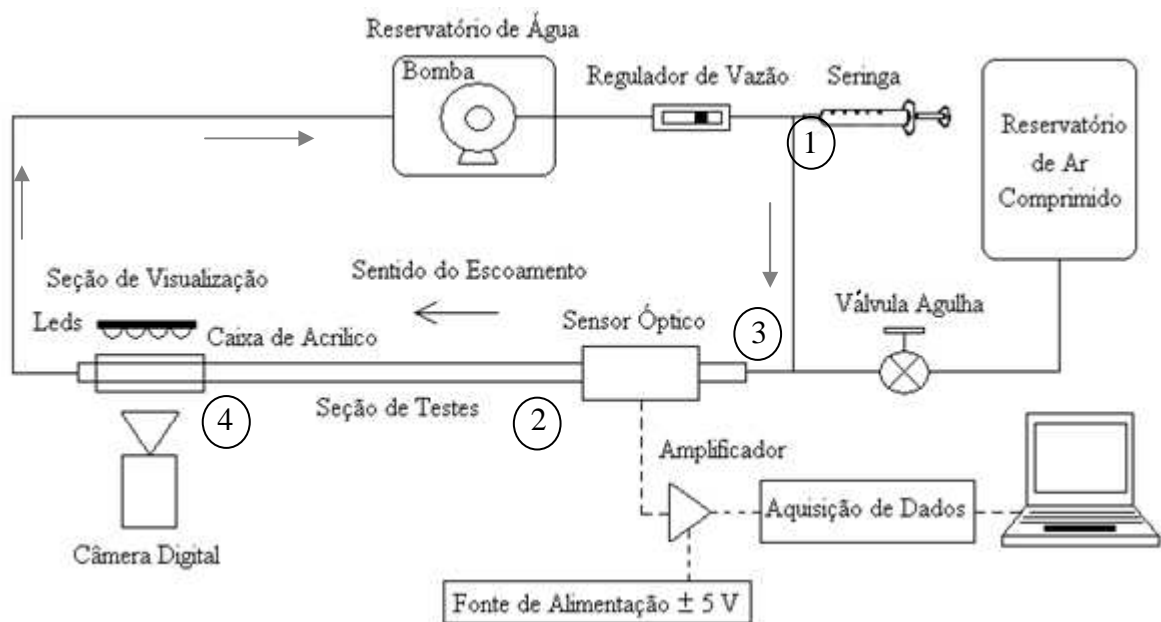 Reservatório de Água
Bomba
Regulador de Vazão
Seringa
1
Reservatório
de Ar
Comprimido
Seção de Visualização
Sentido do Escoamento
Leds
Caixa de Acrilico
Sensor Óptico
3
Válvula Agulha
Seção de Testes
4
2
Amplificador
Aquisição de Dados
Câmera Digital
Fonte de Alimentação ± 5 V